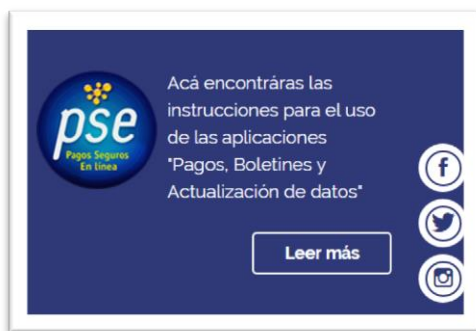 pse
Pagos Seguros
En línea
Acá encontráras las
instrucciones para el uso
de las aplicaciones
"Pagos, Boletines y
Actualización de datos"
Leer más